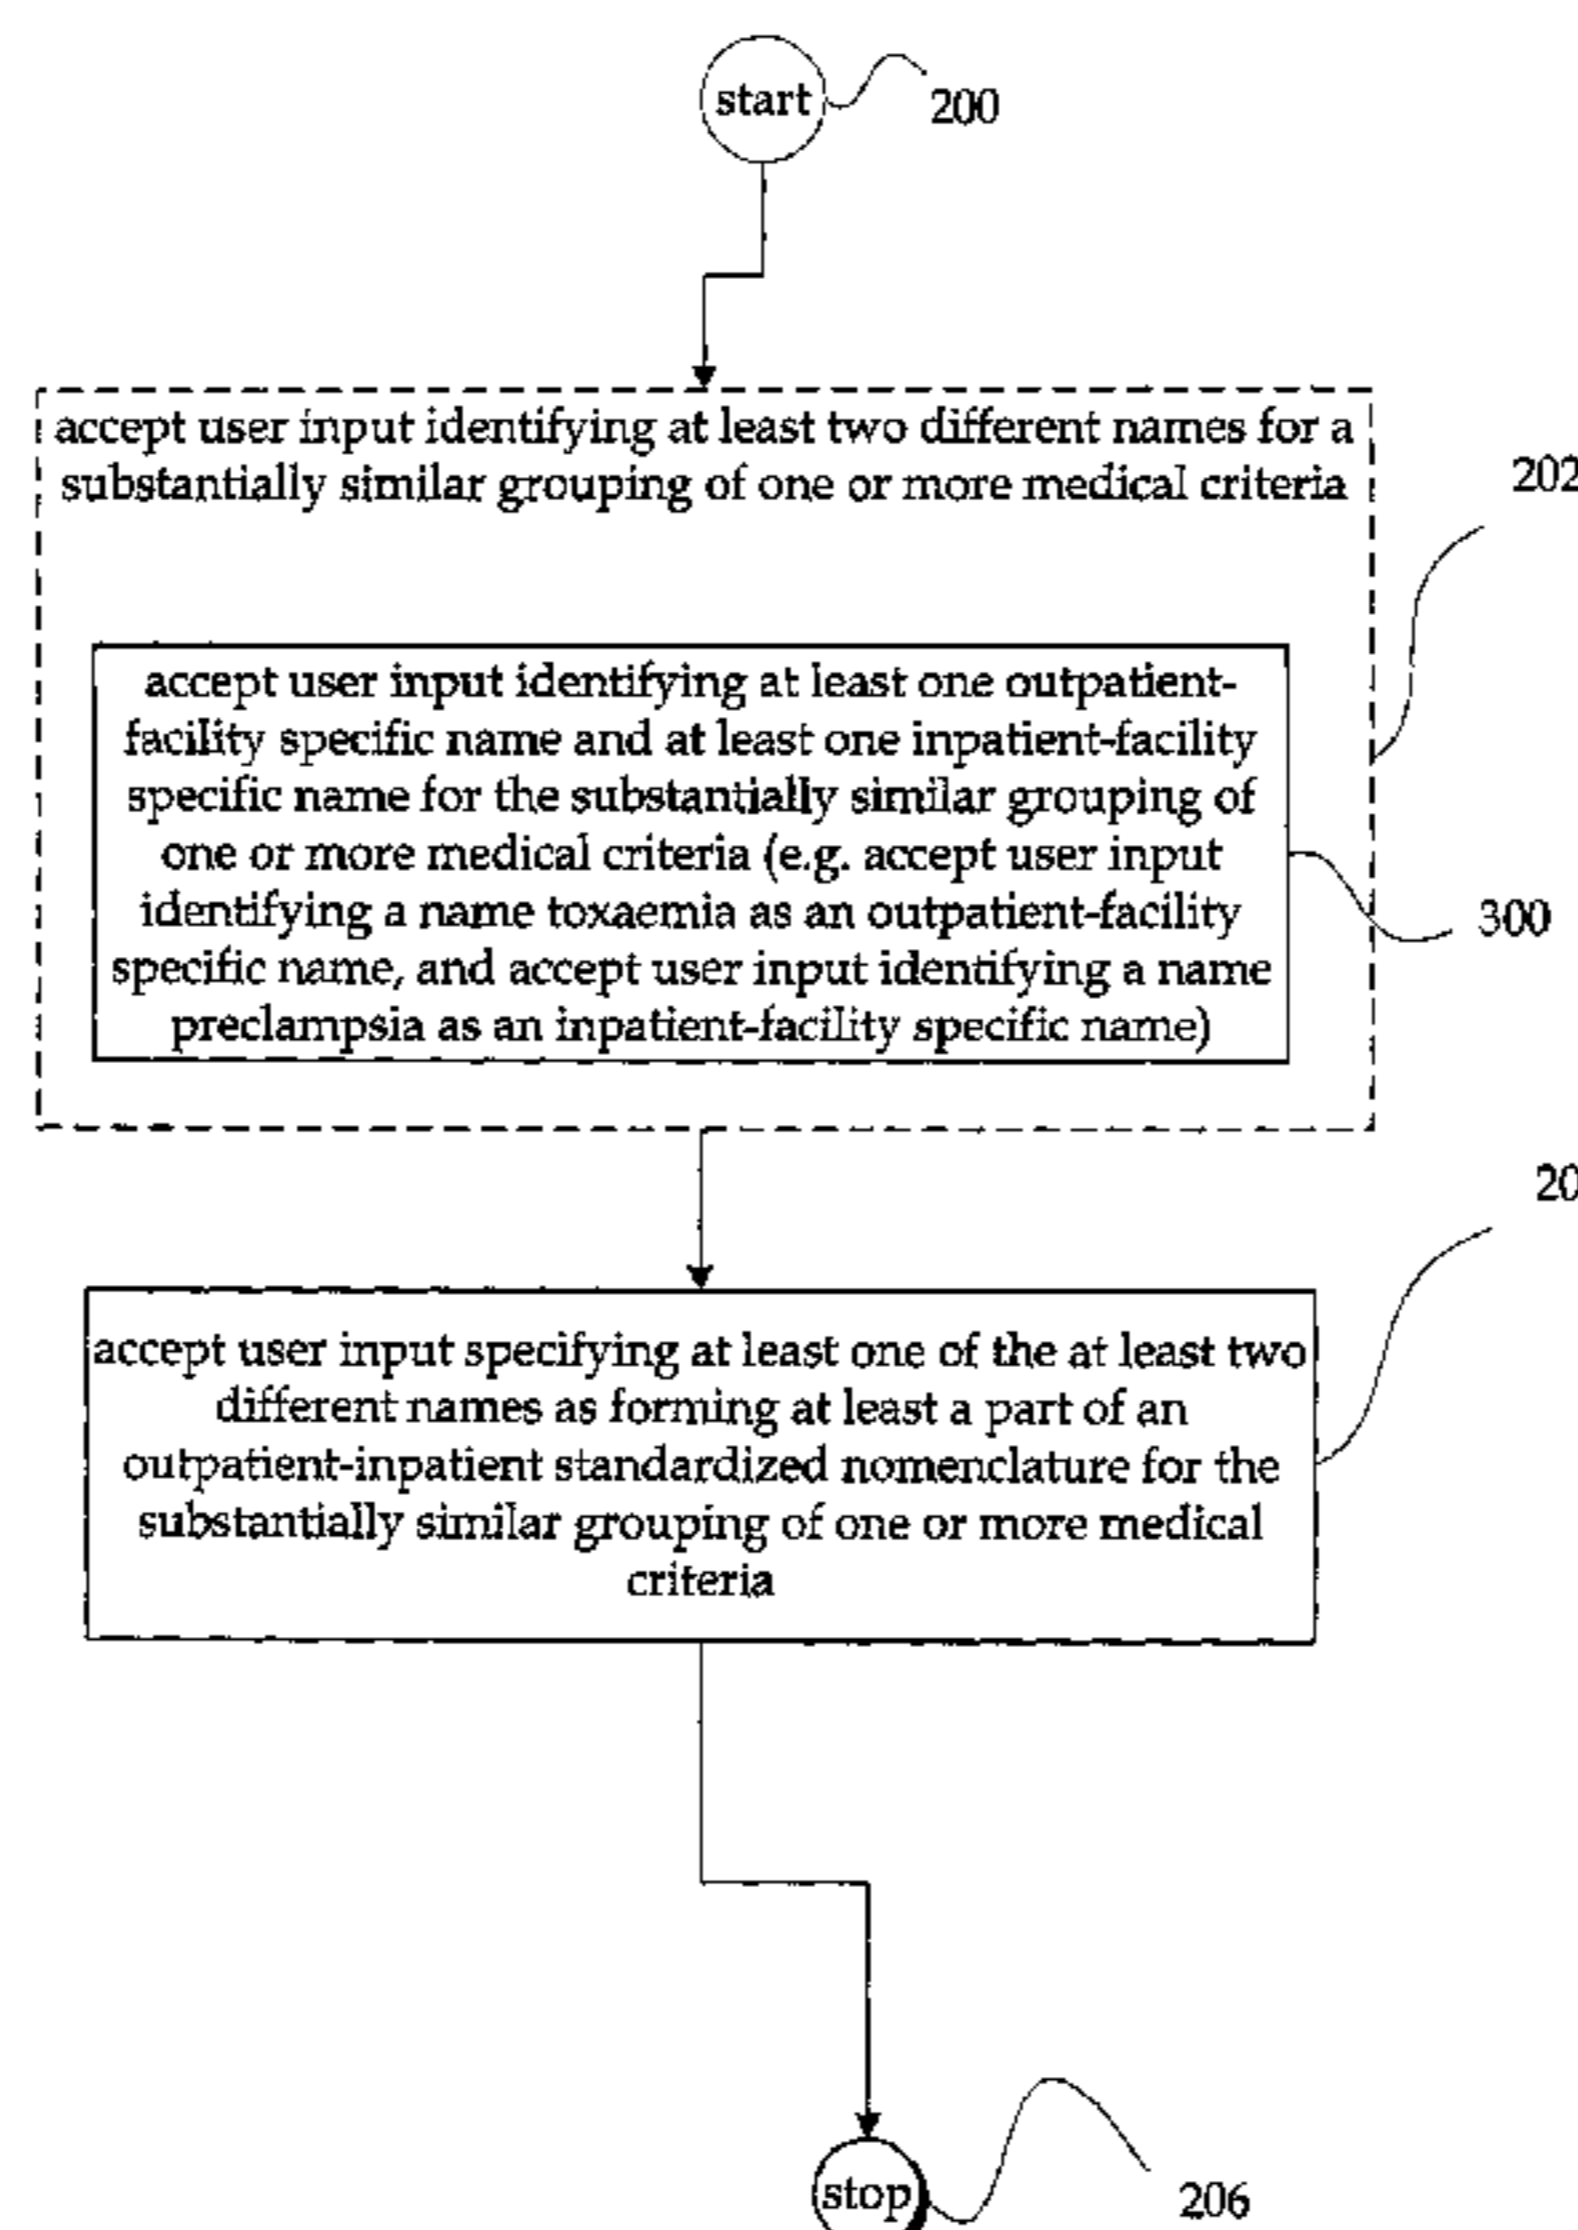 start
200
accept user input identifying at least two different names for a
substantially similar grouping of one or more medical criteria
202
accept user input identifying at least one outpatient-
facility specific name and at least one inpatient-facility
specific name for the substantially similar grouping of
one or more medical criteria (e.g. accept user input
identifying a name toxaemia as an outpatient-facility
specific name, and accept user input identifying a name
preclampsia as an inpatient-facility specific name)
300
20
accept user input specifying at least one of the at least two
different names as forming at least a part of an
outpatient-inpatient standardized nomenclature for the
substantially similar grouping of one or more medical
criteria
stop
206